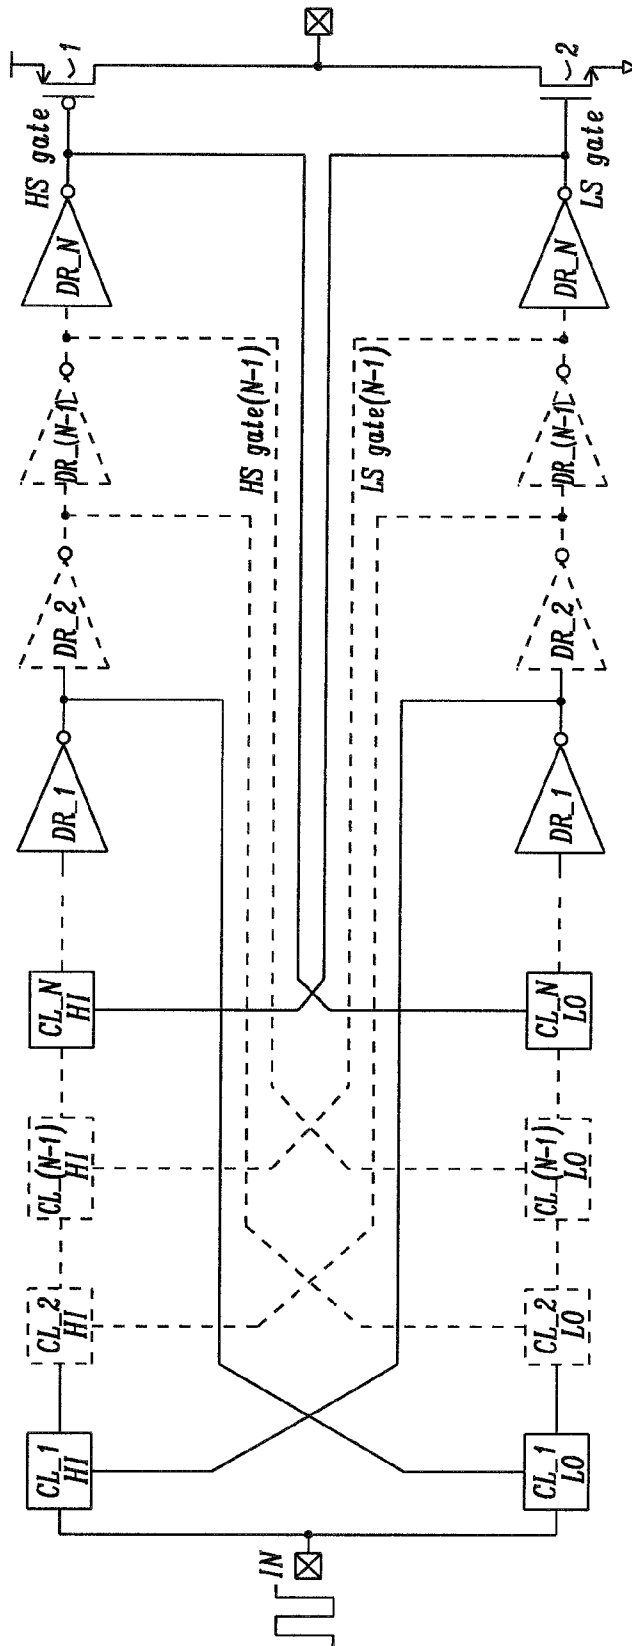 IN
CL_1
HI
CL_2
HI
CL_(N-1)
HI
CL_N
HI
DR_1
DR_2
DR_(N-1)
DR_N
HS gate
1
HS gate(N-1)
LS gate(N-1)
CL_1
LO
CL_2
LO
CL_(N-1)
LO
CL_N
LO
DR_1
DR_2
DR_(N-1)
DR_N
LS gate
2